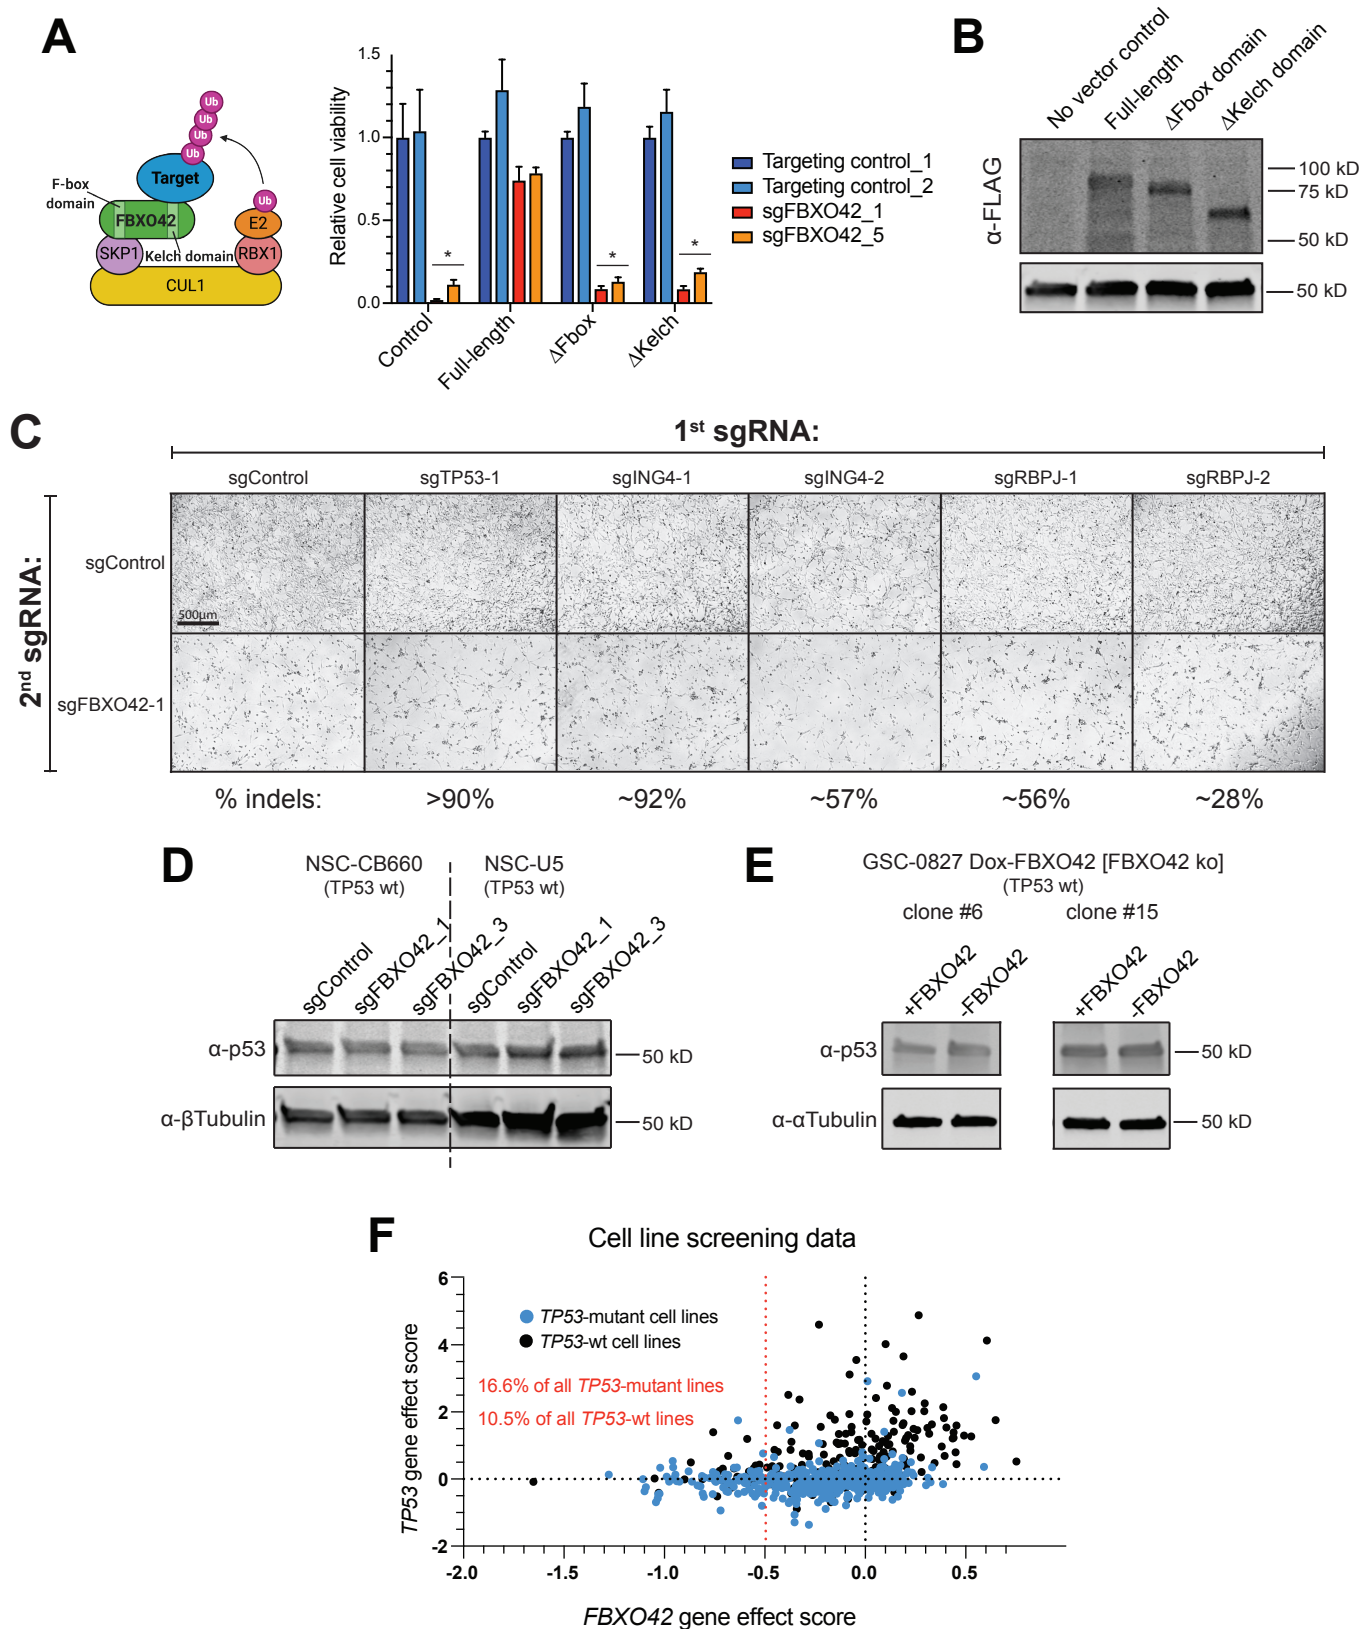 A
B
Ub
Ub
Ub
Ub
Target
F-box
domain
FBXO42
Ub
E2
SKP1
Kelch domain
RBX1
CUL1
Relative cell viability
1.5
1.0
0.5
0.0
*
*
*
Control
Full-length
ΔFbox
ΔKelch
Targeting control_1
Targeting control_2
sgFBXO42_1
sgFBXO42_5
No vector control
Full-length
ΔFbox domain
ΔKelch domain
α-FLAG
100 kD
75 kD
50 kD
50 kD
C
1st sgRNA:
sgControl sgTP53-1 sgING4-1 sgING4-2 sgRBPJ-1 sgRBPJ-2
2nd sgRNA:
sgControl
500µm
sgFBXO42-1
% indels: >90% ~92% ~57% ~56% ~28%
D
NSC-CB660 NSC-U5
(TP53 wt) (TP53 wt)
sgControl
sgFBXO42_1
sgFBXO42_3
sgControl
sgFBXO42_1
sgFBXO42_3
α-p53
50 kD
α-βTubulin
50 kD
E
GSC-0827 Dox-FBXO42 [FBXO42 ko]
(TP53 wt)
clone #6 clone #15
+FBXO42
-FBXO42
+FBXO42
-FBXO42
α-p53
50 kD
α-αTubulin
50 kD
F
Cell line screening data
TP53 gene effect score
6
4
2
0
-2
TP53-mutant cell lines
TP53-wt cell lines
16.6% of all TP53-mutant lines
10.5% of all TP53-wt lines
-2.0 -1.5 -1.0 -0.5 0.0 0.5
FBXO42 gene effect score